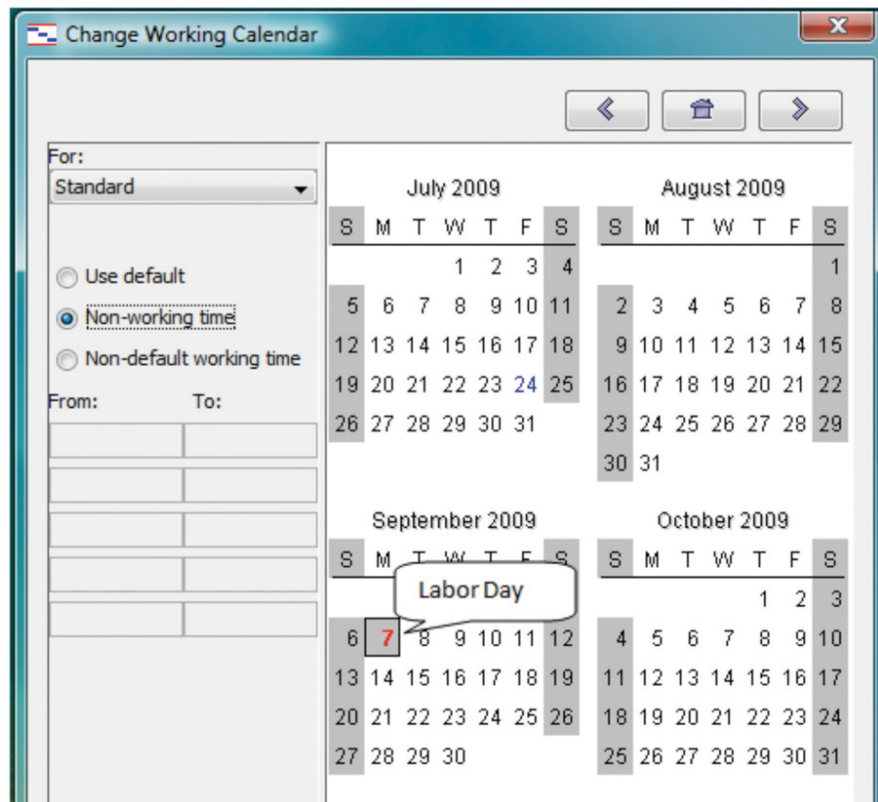 Change Working Calendar
X
For:
Standard
Use default
Non-working time
Non-default working time
From: To:
July 2009
S M T W T F S
1 2 3 4
5 6 7 8 9 10 11
12 13 14 15 16 17 18
19 20 21 22 23 24 25
26 27 28 29 30 31
August 2009
S M T W T F S
1
2 3 4 5 6 7 8
9 10 11 12 13 14 15
16 17 18 19 20 21 22
23 24 25 26 27 28 29
30 31
September 2009
S M T W T F S
Labor Day
6 7 8 9 10 11 12
13 14 15 16 17 18 19
20 21 22 23 24 25 26
27 28 29 30
October 2009
S M T W T F S
1 2 3
4 5 6 7 8 9 10
11 12 13 14 15 16 17
18 19 20 21 22 23 24
25 26 27 28 29 30 31